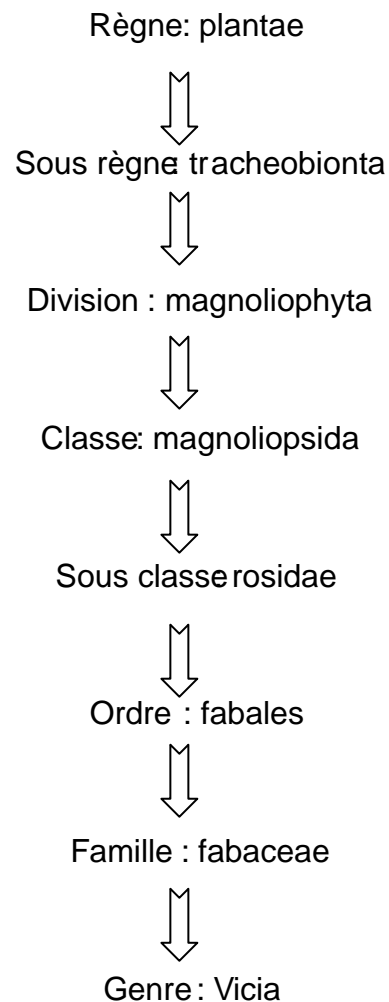 Règne: plantae
Sous règne: tracheobionta
Division : magnoliophyta
Classe: magnoliopsida
Sous classe: rosidae
Ordre : fabales
Famille : fabaceae
Genre : Vicia